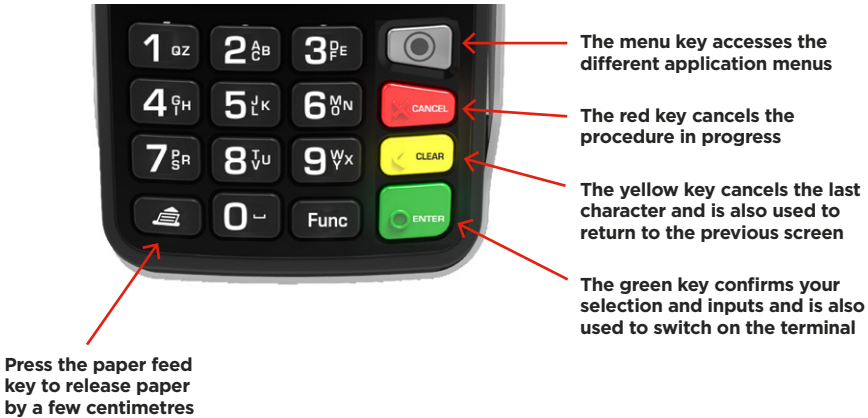 1 QZ 2 ABC 3 DEF
The menu key accesses the
different application menus
4 GHI 5 JKL 6 MNO CANCEL
The red key cancels the
procedure in progress
7 PRS 8 TUV 9 WXY CLEAR
The yellow key cancels the last
character and is also used to
return to the previous screen
0 Func ENTER
The green key confirms your
selection and inputs and is also
used to switch on the terminal
Press the paper feed
key to release paper
by a few centimetres